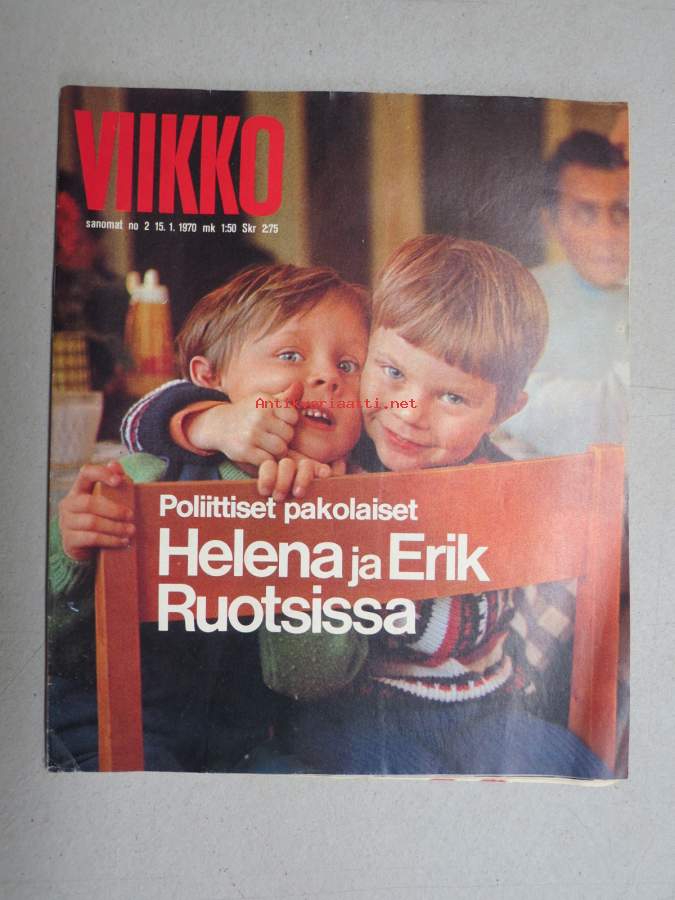 VIIKKO
sanomat no 2 15. 1. 1970 mk 1:50 Skr 2:75
Antikvariaatti.net
Poliittiset pakolaiset
Helena ja Erik
Ruotsissa